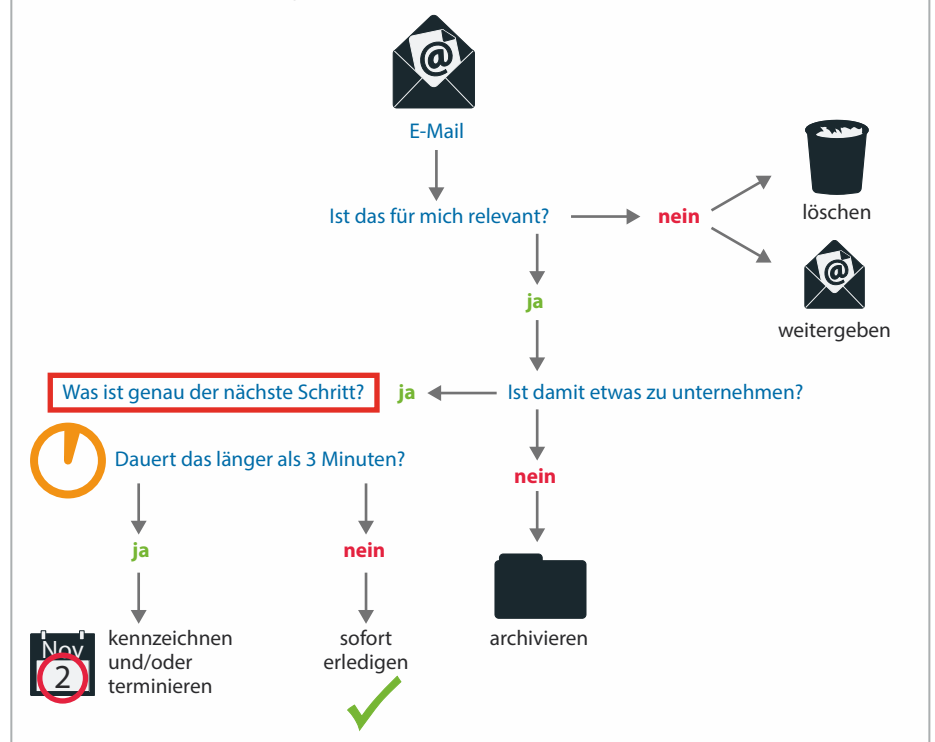 @
E-Mail
Ist das für mich relevant?
nein
löschen
@
weitergeben
ja
Ist damit etwas zu unternehmen?
ja
Was ist genau der nächste Schritt?
Dauert das länger als 3 Minuten?
nein
ja
nein
archivieren
kennzeichnen
und/oder
terminieren
Nov
2
sofort
erledigen